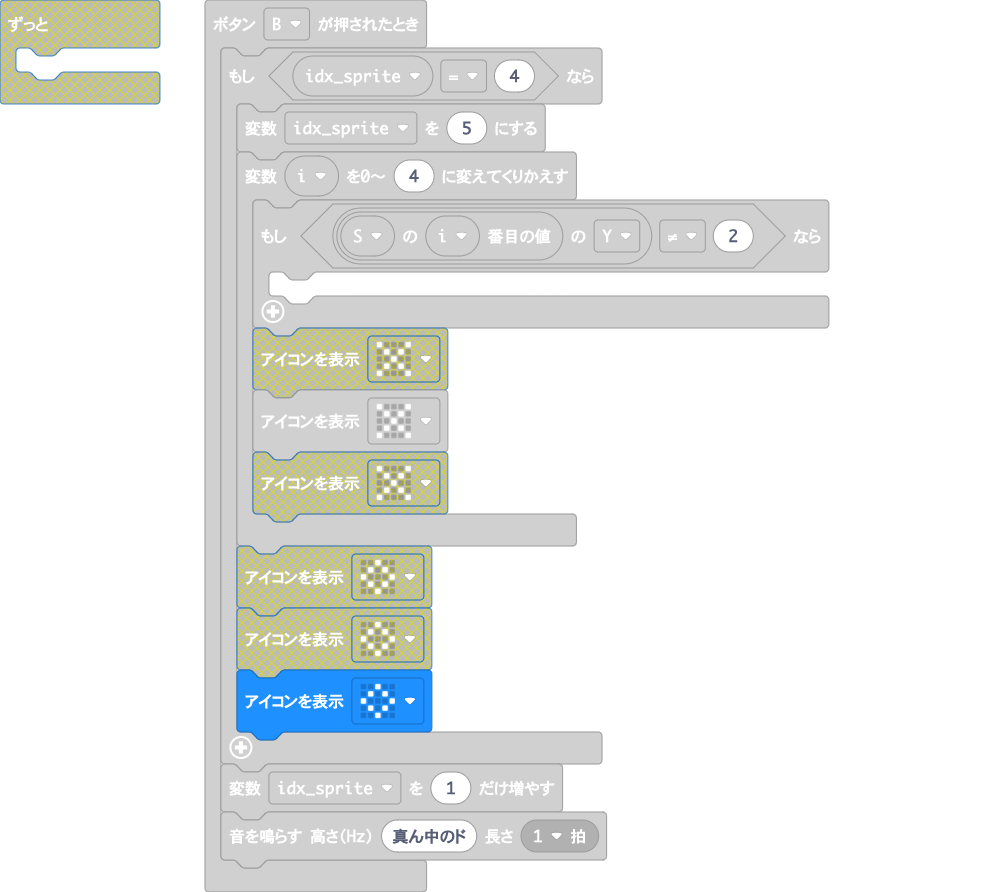 ずっと
ボタン B が押されたとき
もし idx_sprite = 4 なら
変数 idx_sprite を 5 にする
変数 i を0～ 4 に変えてくりかえす
もし S の i 番目の値 の Y ≠ 2 なら
アイコンを表示
アイコンを表示
アイコンを表示
アイコンを表示
アイコンを表示
アイコンを表示
変数 idx_sprite を 1 だけ増やす
音を鳴らす 高さ(Hz) 真ん中のド 長さ 1 拍